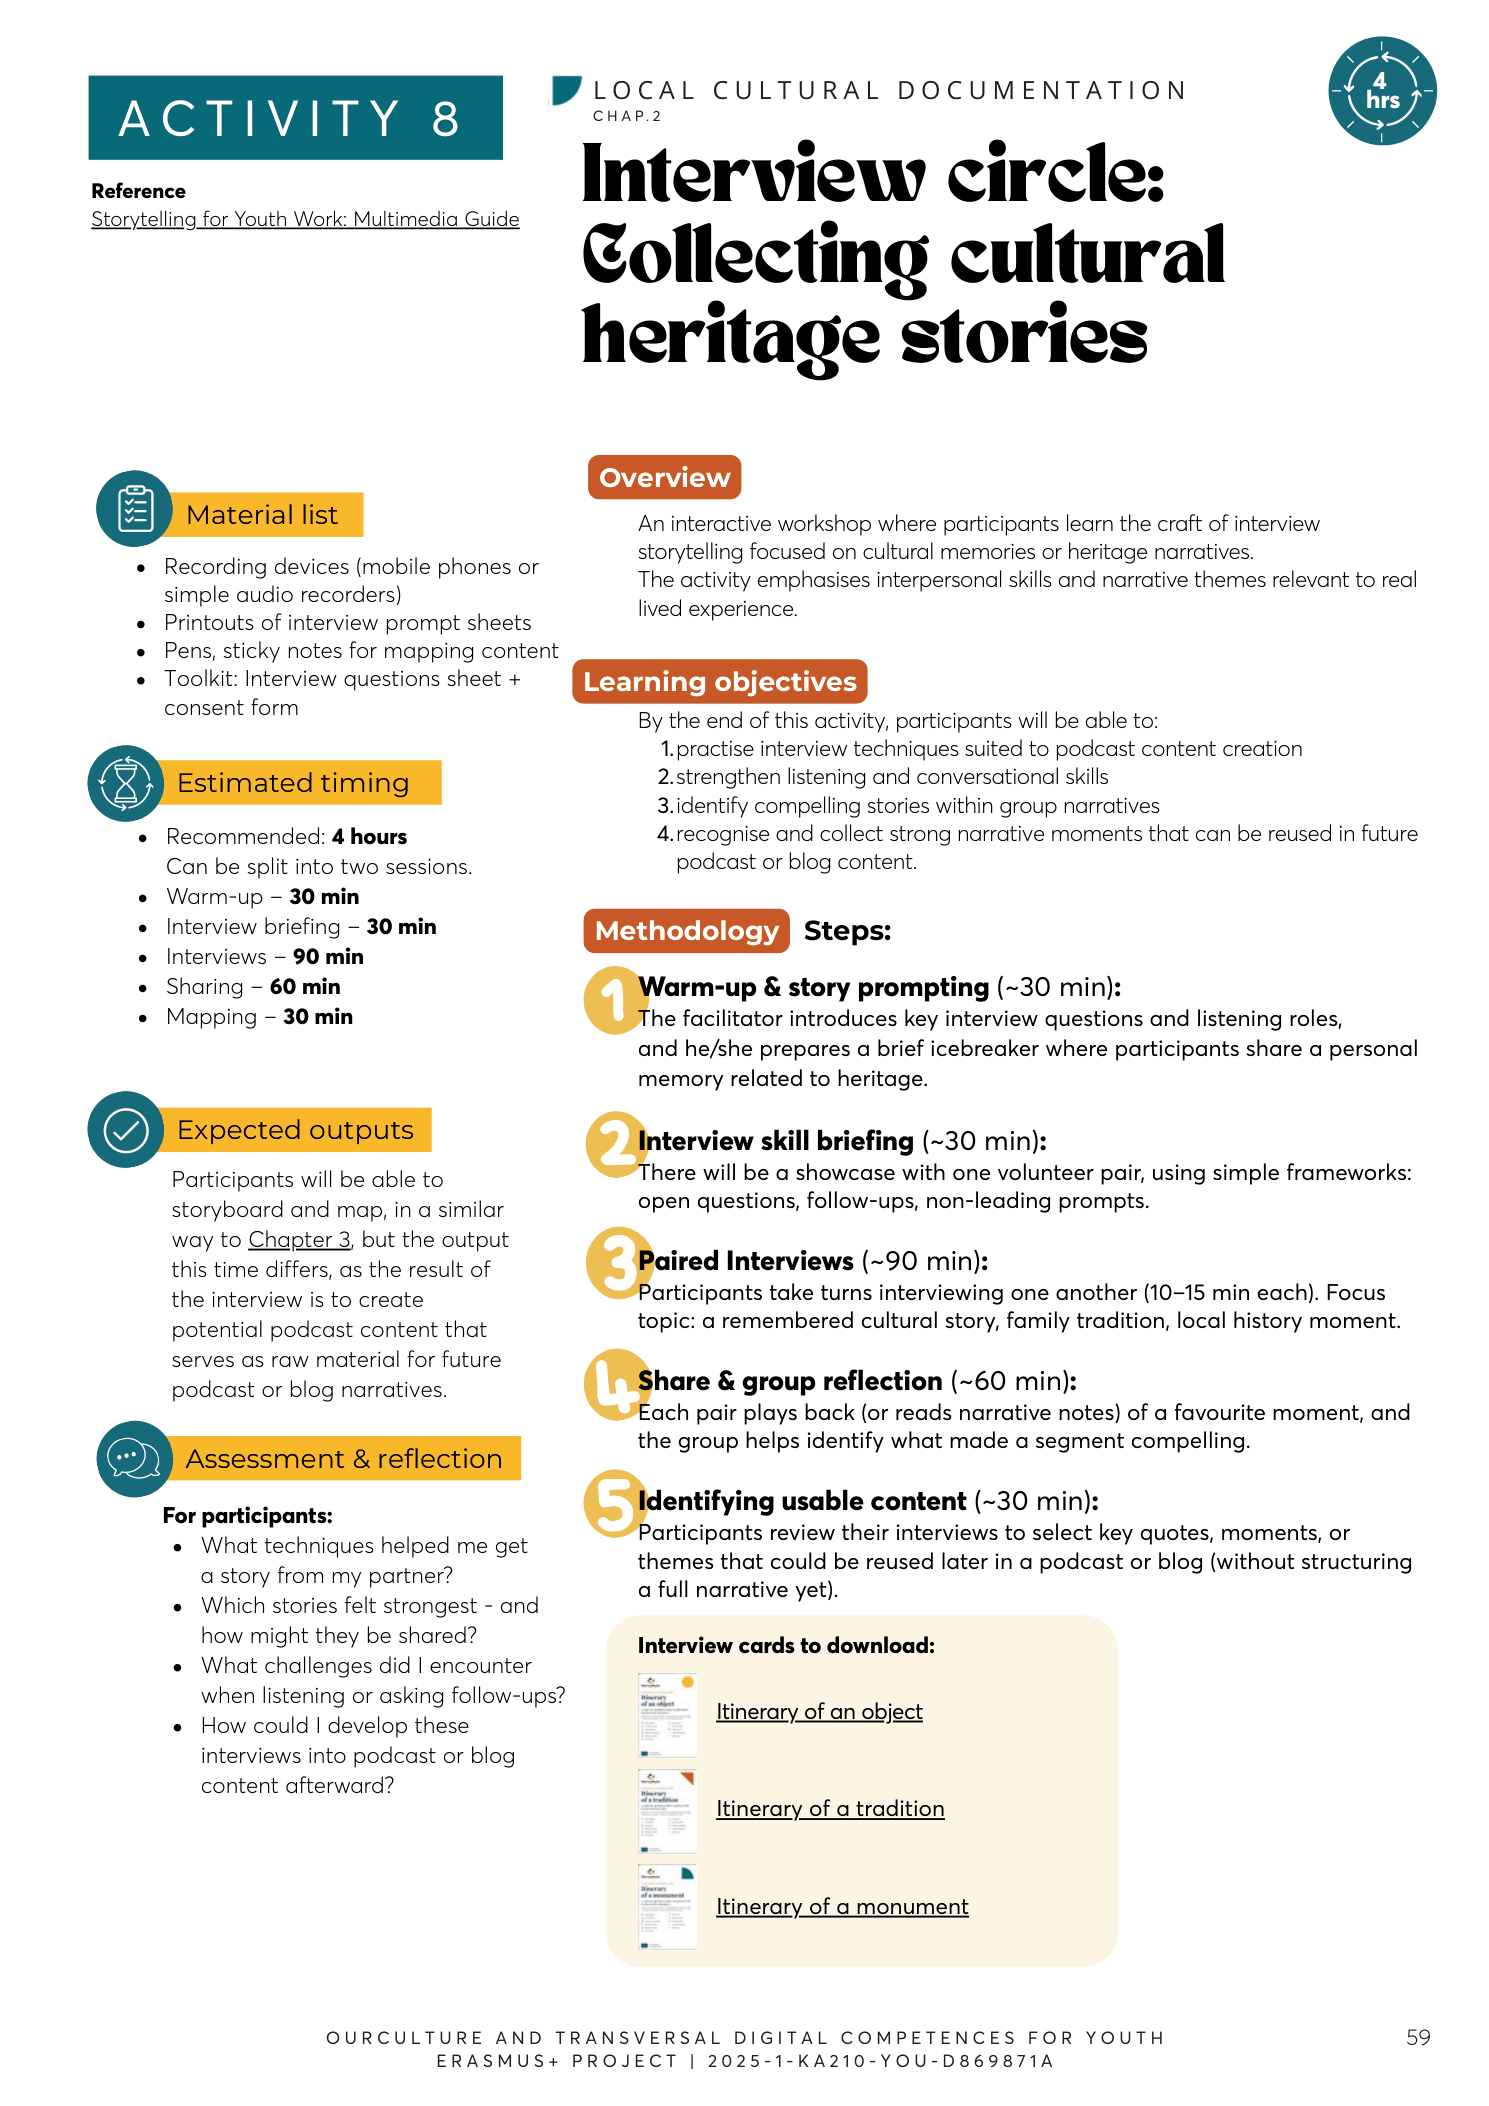 ACTIVITY 8
Reference
Storytelling for Youth Work: Multimedia Guide
LOCAL CULTURAL DOCUMENTATION
CHAP.2
4
hrs
Interview circle:
Collecting cultural
heritage stories
Material list
• Recording devices (mobile phones or
simple audio recorders)
• Printouts of interview prompt sheets
• Pens, sticky notes for mapping content
• Toolkit: Interview questions sheet +
consent form
Estimated timing
• Recommended: 4 hours
Can be split into two sessions.
• Warm-up – 30 min
• Interview briefing – 30 min
• Interviews – 90 min
• Sharing – 60 min
• Mapping – 30 min
Expected outputs
Participants will be able to
storyboard and map, in a similar
way to Chapter 3, but the output
this time differs, as the result of
the interview is to create
potential podcast content that
serves as raw material for future
podcast or blog narratives.
Assessment & reflection
For participants:
• What techniques helped me get
a story from my partner?
• Which stories felt strongest - and
how might they be shared?
• What challenges did I encounter
when listening or asking follow-ups?
• How could I develop these
interviews into podcast or blog
content afterward?
Overview
An interactive workshop where participants learn the craft of interview
storytelling focused on cultural memories or heritage narratives.
The activity emphasises interpersonal skills and narrative themes relevant to real
lived experience.
Learning objectives
By the end of this activity, participants will be able to:
1. practise interview techniques suited to podcast content creation
2. strengthen listening and conversational skills
3. identify compelling stories within group narratives
4. recognise and collect strong narrative moments that can be reused in future
podcast or blog content.
Methodology Steps:
1 Warm-up & story prompting (~30 min):
The facilitator introduces key interview questions and listening roles,
and he/she prepares a brief icebreaker where participants share a personal
memory related to heritage.
2 Interview skill briefing (~30 min):
There will be a showcase with one volunteer pair, using simple frameworks:
open questions, follow-ups, non-leading prompts.
3 Paired Interviews (~90 min):
Participants take turns interviewing one another (10–15 min each). Focus
topic: a remembered cultural story, family tradition, local history moment.
4 Share & group reflection (~60 min):
Each pair plays back (or reads narrative notes) of a favourite moment, and
the group helps identify what made a segment compelling.
5 Identifying usable content (~30 min):
Participants review their interviews to select key quotes, moments, or
themes that could be reused later in a podcast or blog (without structuring
a full narrative yet).
Interview cards to download:
Itinerary
of an object
Itinerary of an object
Itinerary
of a tradition
Itinerary of a tradition
Itinerary
of a monument
Itinerary of a monument
OURCULTURE AND TRANSVERSAL DIGITAL COMPETENCES FOR YOUTH
ERASMUS+ PROJECT | 2025-1-KA210-YOU-D869871A
59